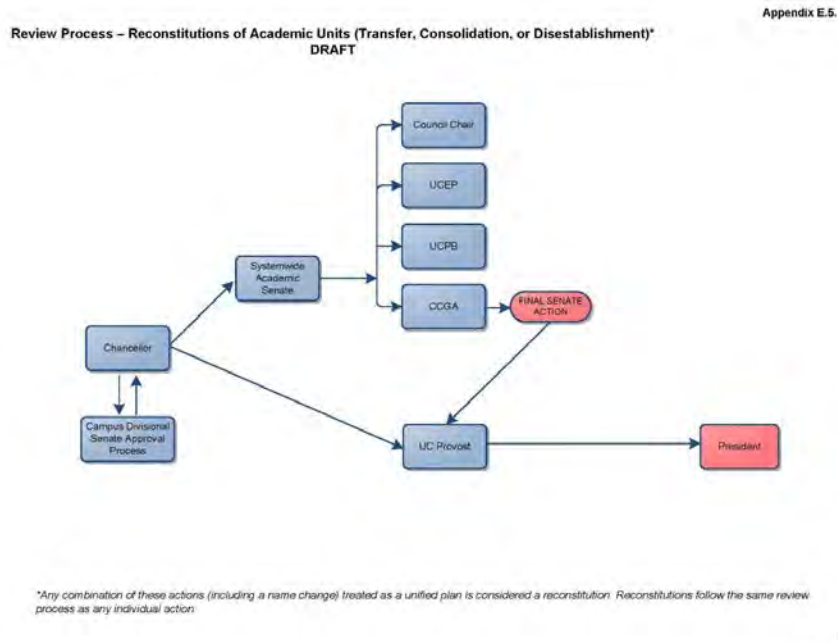 Appendix E.5.
Review Process – Reconstitutions of Academic Units (Transfer, Consolidation, or Disestablishment)*
DRAFT
Council Chair
UCEP
UCPB
Systemwide
Academic
Senate
CCGA
FINAL SENATE
ACTION
Chancellor
Campus Divisional
Senate Approval
Process
UC Provost
President
*Any combination of these actions (including a name change) treated as a unified plan is considered a reconstitution. Reconstitutions follow the same review
process as any individual action